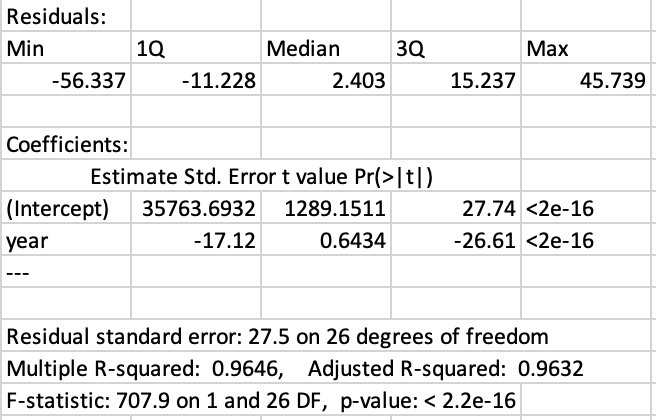 Residuals:
Min 1Q Median 3Q Max
-56.337 -11.228 2.403 15.237 45.739
Coefficients:
Estimate Std. Error t value Pr(>|t|)
(Intercept) 35763.6932 1289.1511 27.74 <2e-16
year -17.12 0.6434 -26.61 <2e-16
---
Residual standard error: 27.5 on 26 degrees of freedom
Multiple R-squared: 0.9646, Adjusted R-squared: 0.9632
F-statistic: 707.9 on 1 and 26 DF, p-value: < 2.2e-16